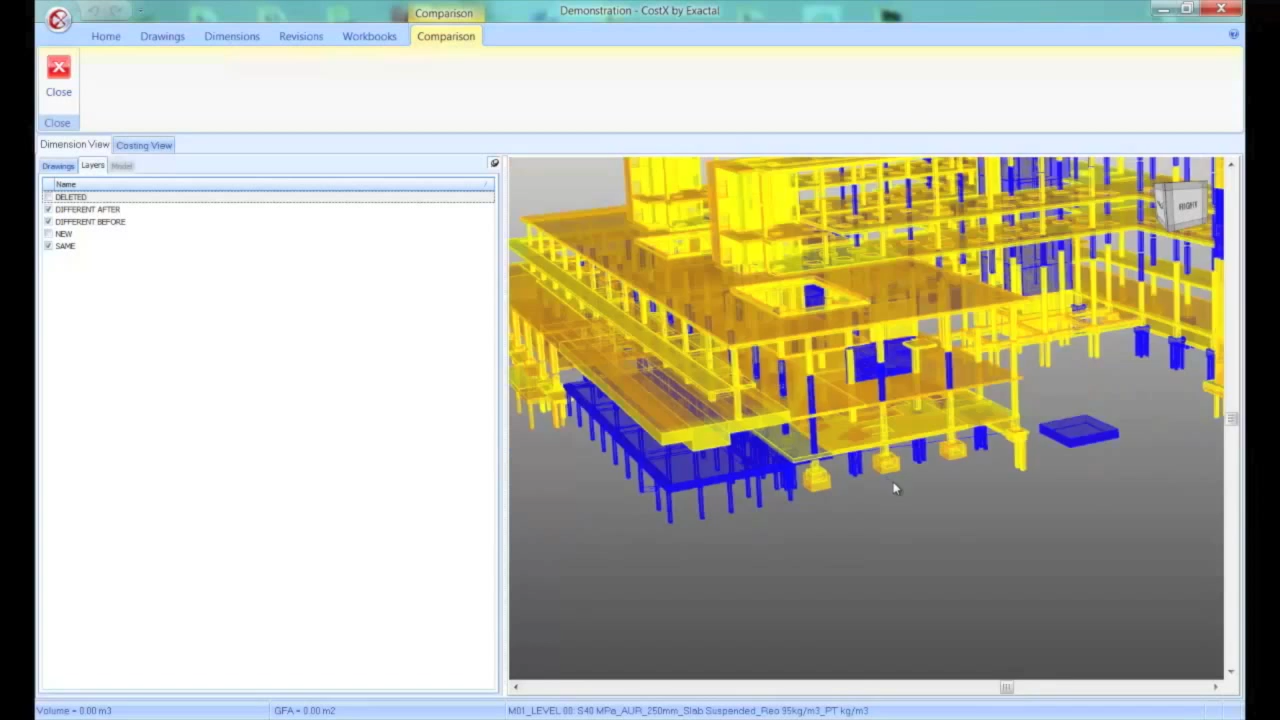 Comparison
Demonstration - CostX by Exactal
Home Drawings Dimensions Revisions Workbooks Comparison
Close
Close
Dimension View Costing View
Drawings Layers Model
Name
DELETED
DIFFERENT AFTER
DIFFERENT BEFORE
NEW
SAME
RIGHT
Volume = 0.00 m3 GFA = 0.00 m2 M01_LEVEL 00: S40 MPa_AUR_250mm_Slab Suspended_Reo 95kg/m3_PT kg/m3